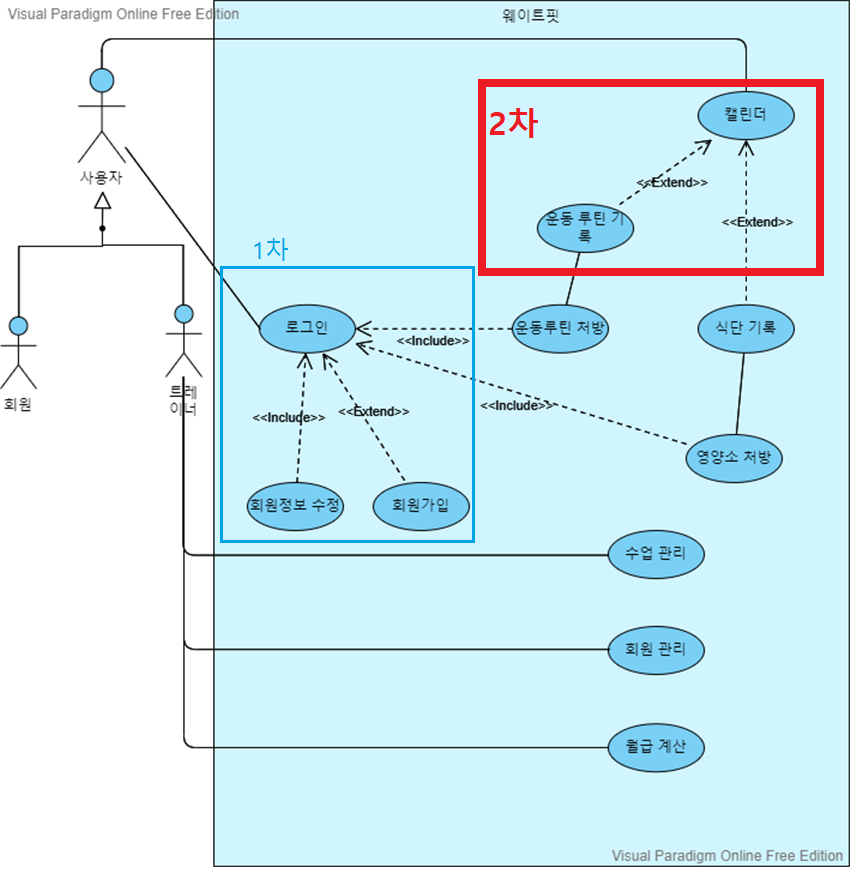 Visual Paradigm Online Free Edition
웨이트핏
캘린더
2차
사용자
<<Extend>>
운동 루틴 기
록
<<Extend>>
1차
로그인
<<Include>>
운동루틴 처방
식단 기록
회원
트레
이너
<<Include>>
<<Extend>>
<<Include>>
영양소 처방
회원정보 수정
회원가입
수업 관리
회원 관리
월급 계산
Visual Paradigm Online Free Edition